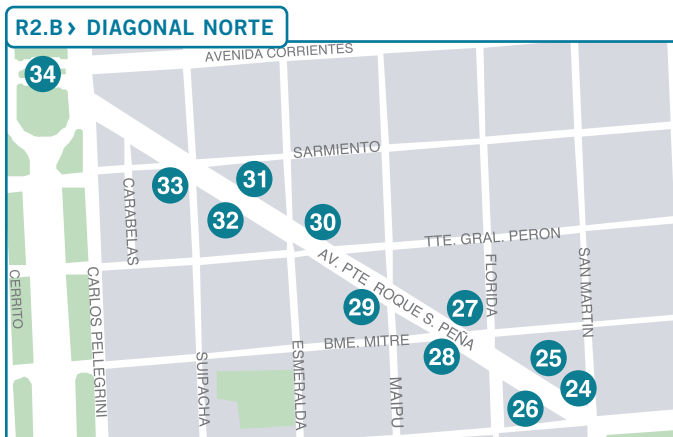 R2.B› DIAGONAL NORTE
AVENIDA CORRIENTES
34
SARMIENTO
31
33
CARABELAS
32
30
TTE. GRAL. PERON
AV. PTE. ROQUE S. PEÑA
FLORIDA
SAN MARTIN
CERRITO
CARLOS PELLEGRINI
29
27
BME. MITRE
28
25
SUIPACHA
ESMERALDA
MAIPU
24
26